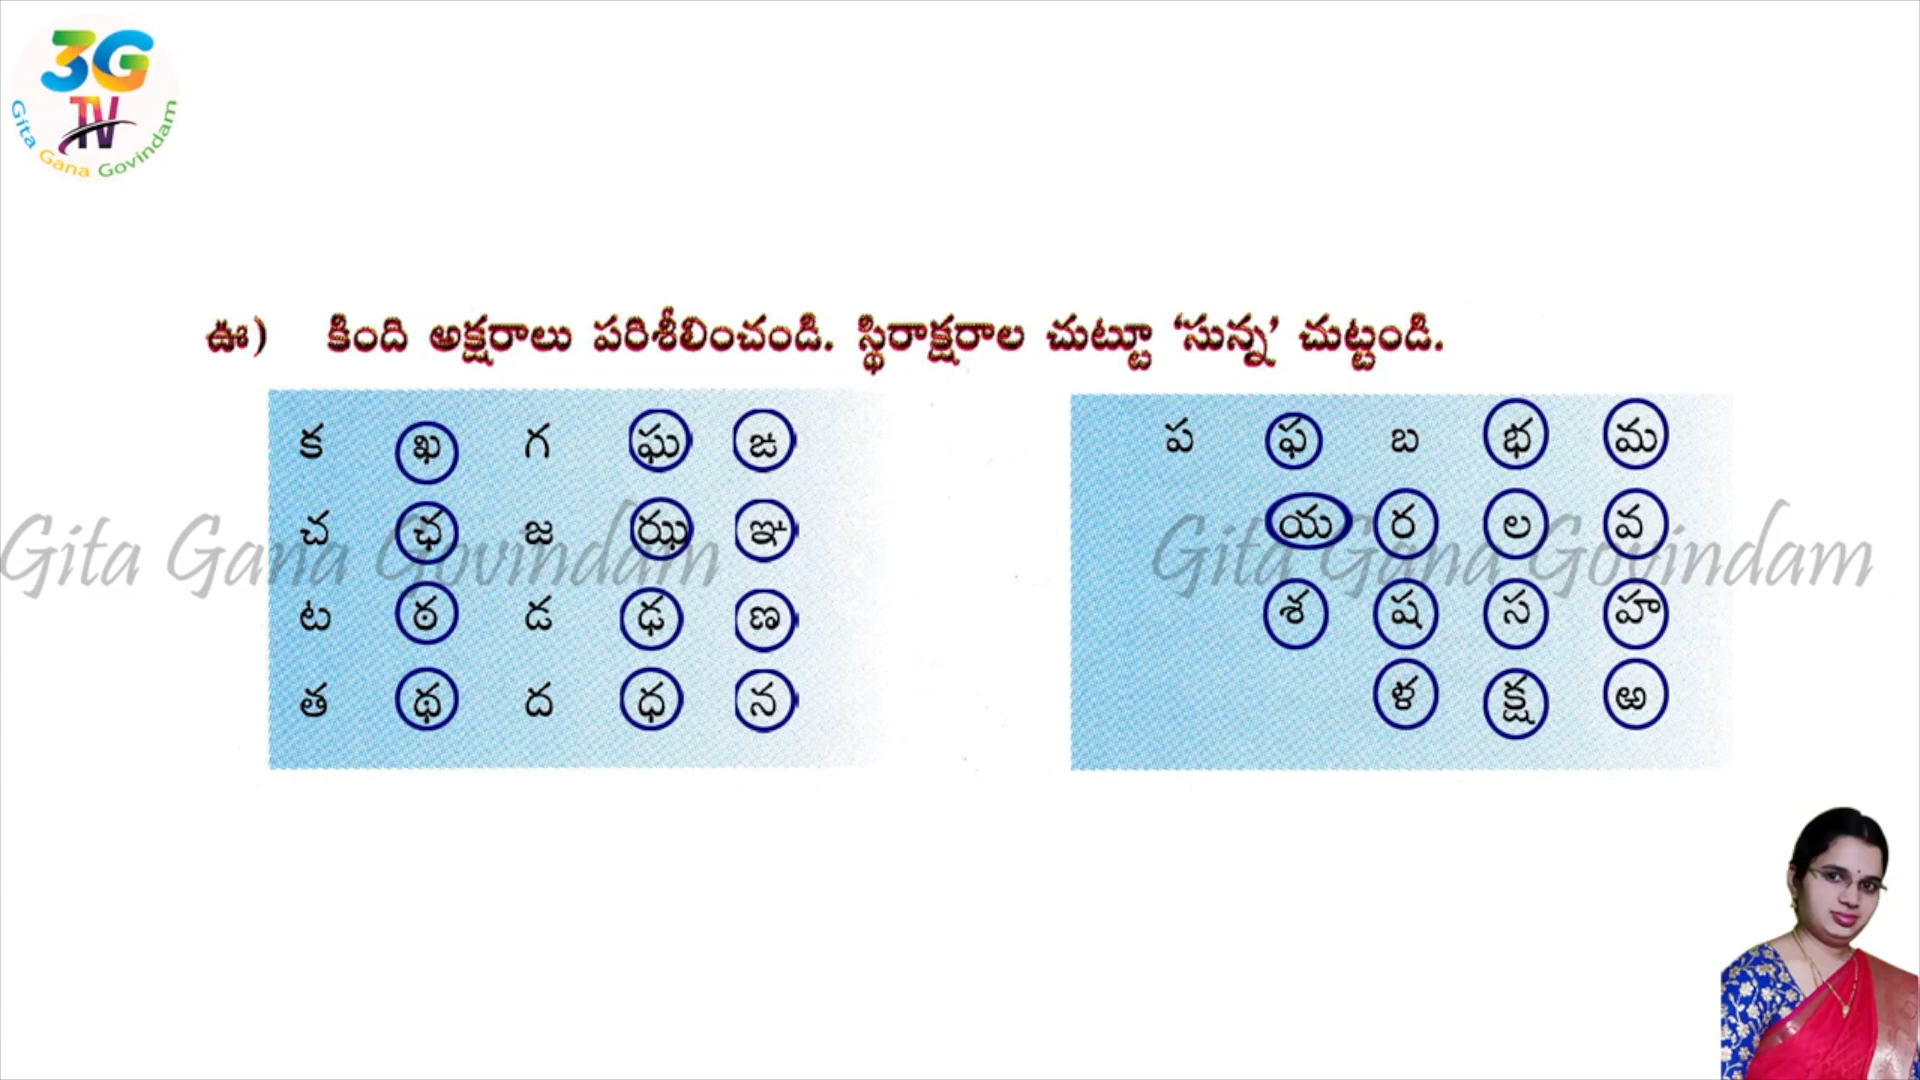 3G
TV
Gita Gana Govindam
ఊ) కింది అక్షరాలు పరిశీలించండి. స్థిరాక్షరాల చుట్టూ ‘సున్న’ చుట్టండి.
క ఖ గ ఘ ఙ
చ ఛ జ ఝ ఞ
ట ఠ డ ఢ ణ
త థ ద ధ న
ప ఫ బ భ మ
య ర ల వ
శ ష స హ
ళ క్ష ఱ
Gita Gana Govindam
Gita Gana Govindam